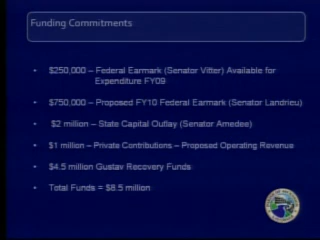 Funding Commitments
• $250,000 – Federal Earmark (Senator Vitter) Available for
Expenditure FY09
• $750,000 – Proposed FY10 Federal Earmark (Senator Landrieu)
• $2 million – State Capital Outlay (Senator Amedee)
• $1 million – Private Contributions – Proposed Operating Revenue
• $4.5 million Gustav Recovery Funds
• Total Funds = $8.5 million